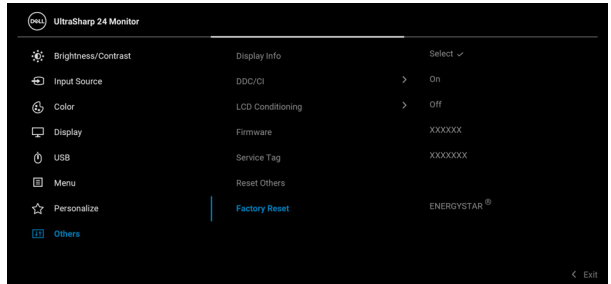 DELL UltraSharp 24 Monitor
Brightness/Contrast Display Info Select ✓
Input Source DDC/CI > On
Color LCD Conditioning > Off
Display Firmware XXXXXX
USB Service Tag XXXXXXX
Menu Reset Others
Personalize Factory Reset ENERGYSTAR ®
Others
< Exit